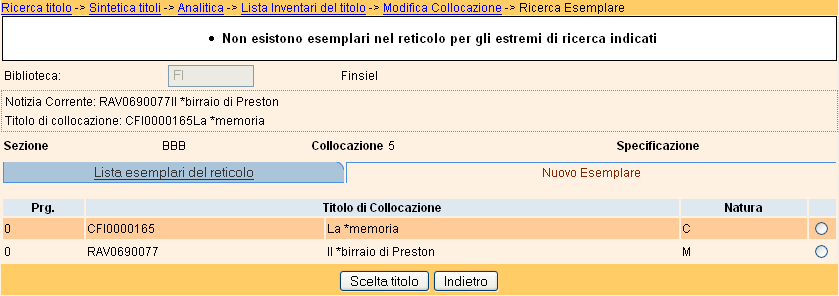 Ricerca titolo -> Sintetica titoli -> Analitica -> Lista Inventari del titolo -> Modifica Collocazione -> Ricerca Esemplare
• Non esistono esemplari nel reticolo per gli estremi di ricerca indicati
Biblioteca: FI Finsiel
Notizia Corrente: RAV0690077Il *birraio di Preston
Titolo di collocazione: CFI0000165La *memoria
Sezione BBB Collocazione 5 Specificazione
Lista esemplari del reticolo Nuovo Esemplare
Prg. Titolo di Collocazione Natura
0 CFI0000165 La *memoria C
0 RAV0690077 Il *birraio di Preston M
Scelta titolo Indietro